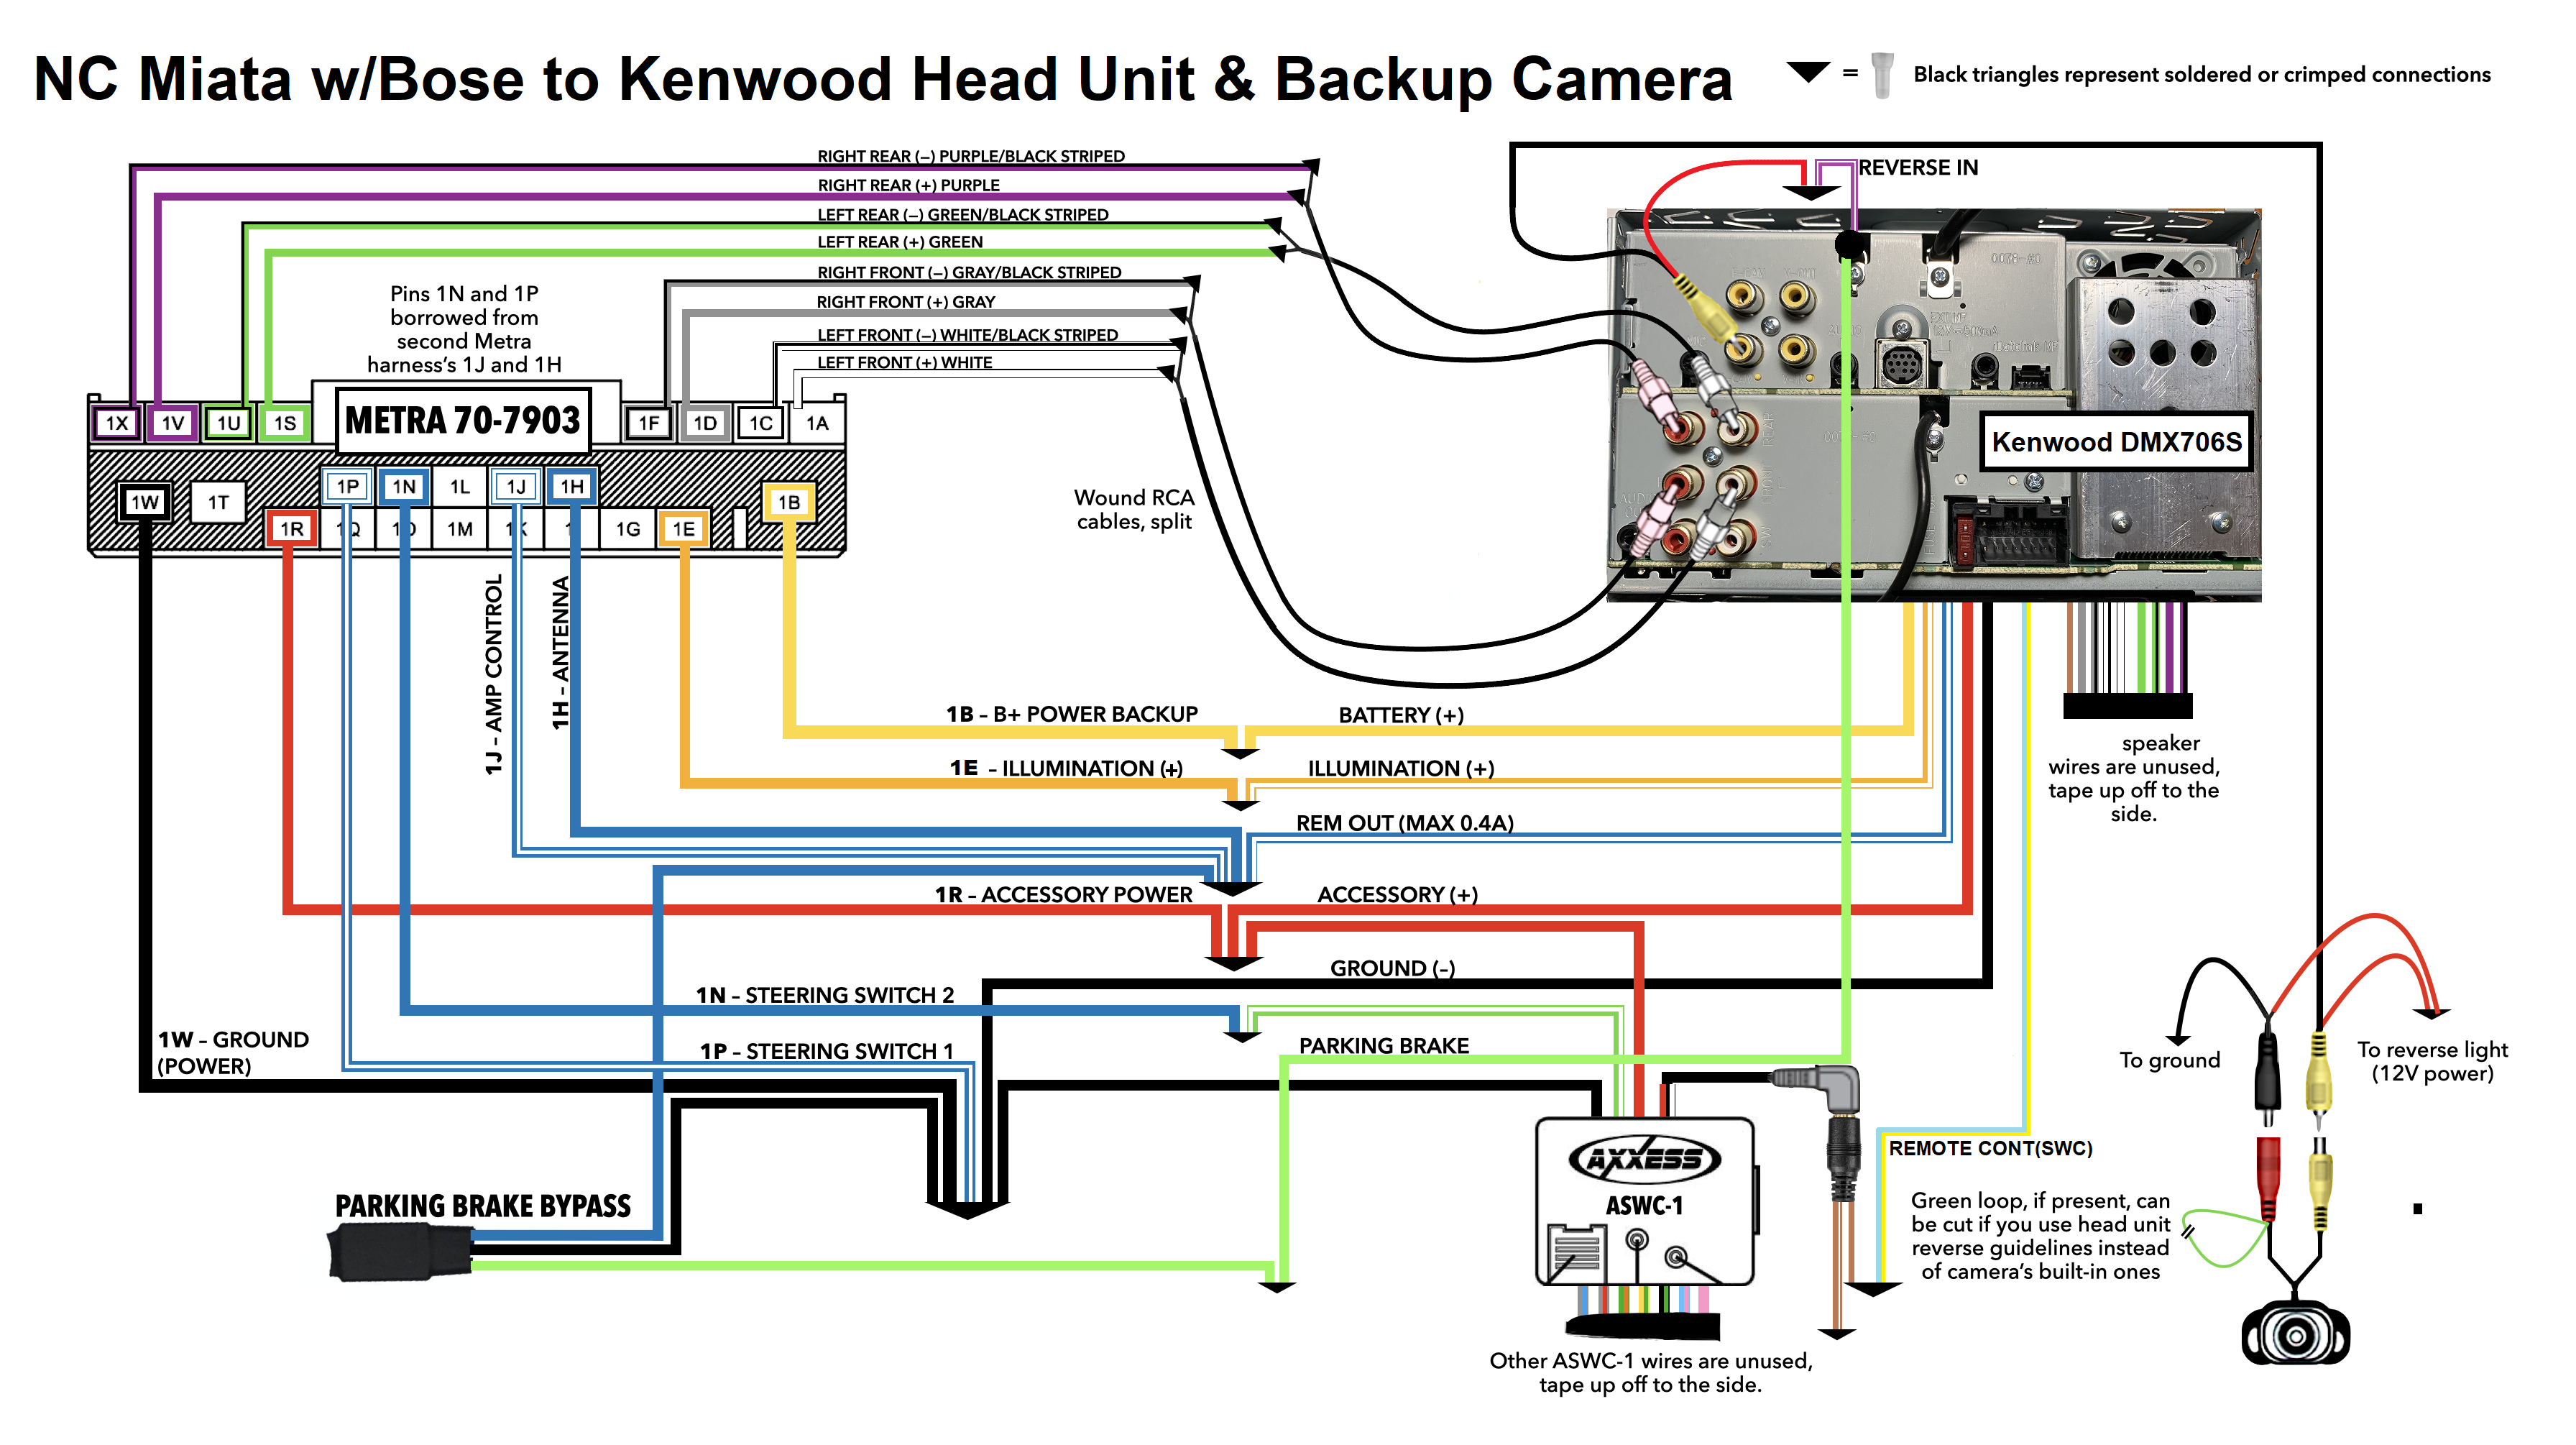 NC Miata w/Bose to Kenwood Head Unit & Backup Camera
=
Black triangles represent soldered or crimped connections
RIGHT REAR (–) PURPLE/BLACK STRIPED
RIGHT REAR (+) PURPLE
LEFT REAR (–) GREEN/BLACK STRIPED
LEFT REAR (+) GREEN
RIGHT FRONT (–) GRAY/BLACK STRIPED
RIGHT FRONT (+) GRAY
LEFT FRONT (–) WHITE/BLACK STRIPED
LEFT FRONT (+) WHITE
REVERSE IN
Pins 1N and 1P
borrowed from
second Metra
harness's 1J and 1H
1X 1V 1U 1S
METRA 70-7903
1F 1D 1C 1A
1W 1T 1P 1N 1L 1J 1H 1B
1R 1M 1G 1E
Kenwood DMX706S
REAR
FRONT
Wound RCA
cables, split
1J – AMP CONTROL
1H – ANTENNA
1B – B+ POWER BACKUP
BATTERY (+)
1E – ILLUMINATION (+)
ILLUMINATION (+)
REM OUT (MAX 0.4A)
1R – ACCESSORY POWER
ACCESSORY (+)
GROUND (–)
1N – STEERING SWITCH 2
1W – GROUND
(POWER)
1P – STEERING SWITCH 1
PARKING BRAKE
speaker
wires are unused,
tape up off to the
side.
To ground
To reverse light
(12V power)
REMOTE CONT(SWC)
PARKING BRAKE BYPASS
AXXESS
ASWC-1
Green loop, if present, can
be cut if you use head unit
reverse guidelines instead
of camera's built-in ones
Other ASWC-1 wires are unused,
tape up off to the side.